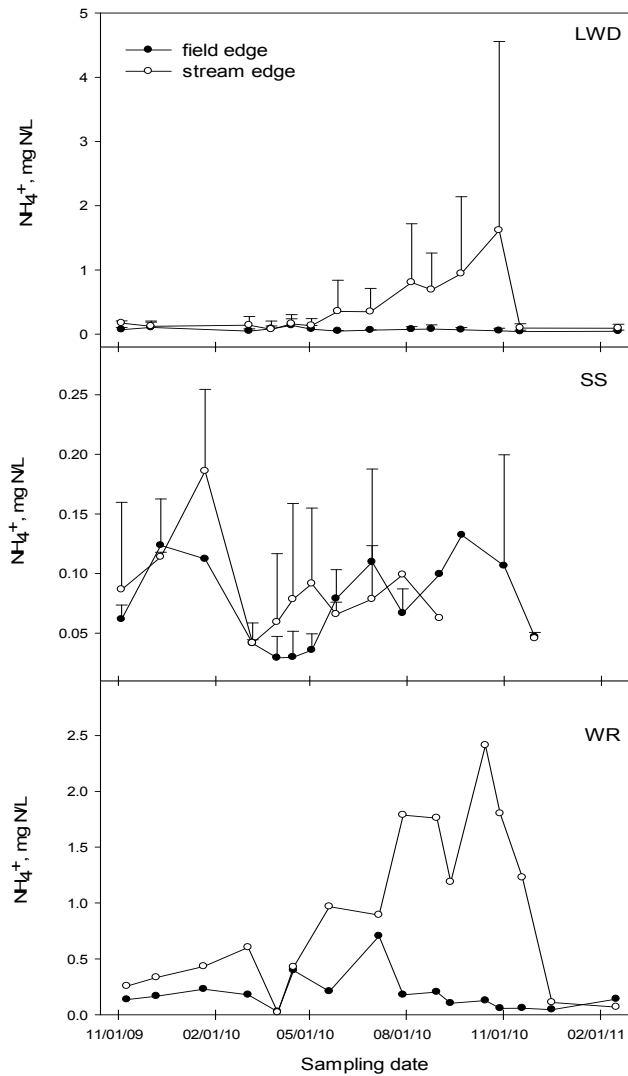 LWD
field edge
stream edge
NH4+, mg N/L
5
4
3
2
1
0
SS
NH4+, mg N/L
0.25
0.20
0.15
0.10
0.05
WR
NH4+, mg N/L
2.5
2.0
1.5
1.0
0.5
0.0
11/01/09 02/01/10 05/01/10 08/01/10 11/01/10 02/01/11
Sampling date